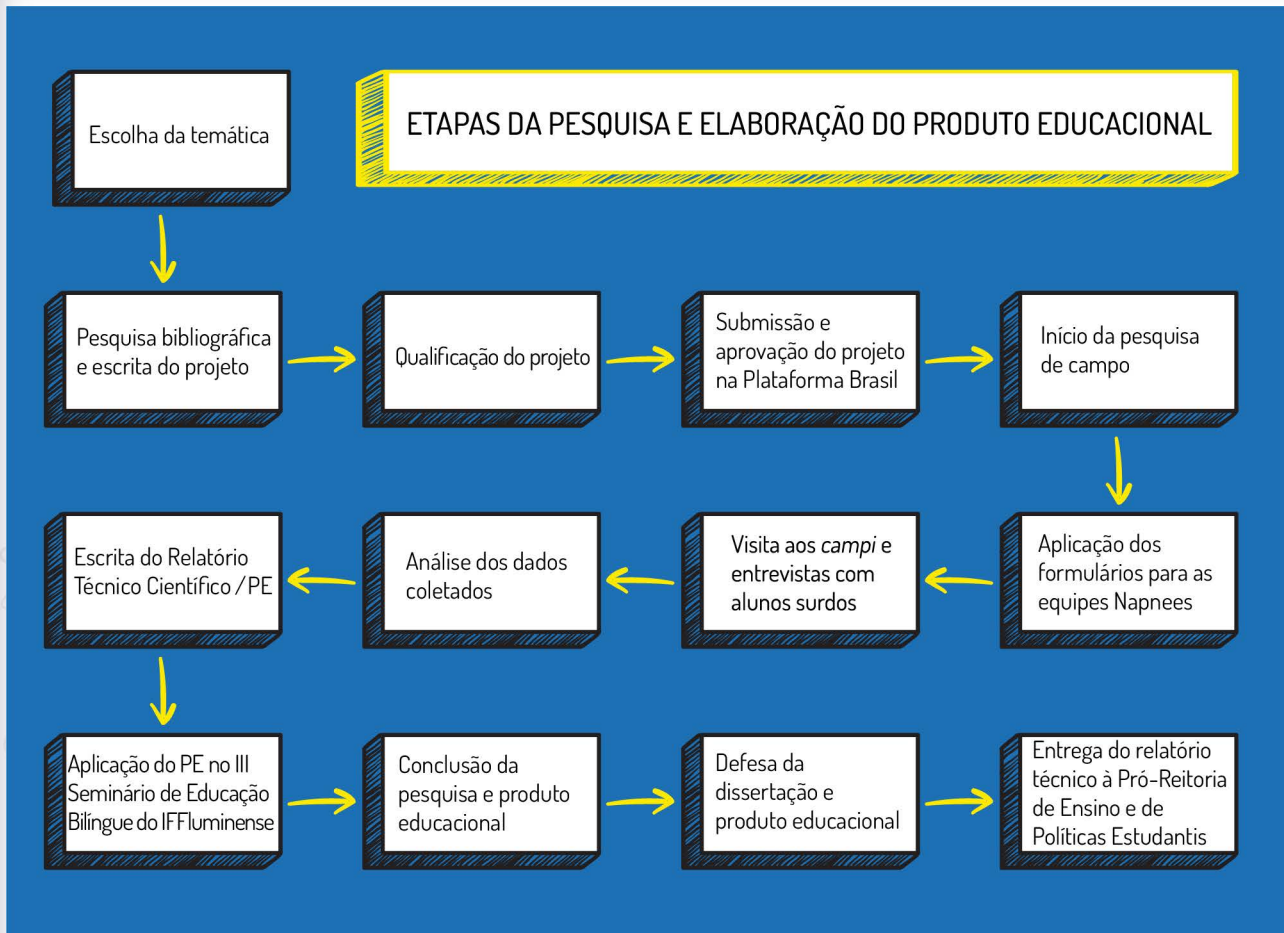 Escolha da temática
ETAPAS DA PESQUISA E ELABORAÇÃO DO PRODUTO EDUCACIONAL
Pesquisa bibliográfica
e escrita do projeto
Qualificação do projeto
Submissão e
aprovação do projeto
na Plataforma Brasil
Início da pesquisa
de campo
Aplicação dos
formulários para as
equipes Napnees
Visita aos campi e
entrevistas com
alunos surdos
Análise dos dados
coletados
Escrita do Relatório
Técnico Científico / PE
Aplicação do PE no III
Seminário de Educação
Bilíngue do IFFluminense
Conclusão da
pesquisa e produto
educacional
Defesa da
dissertação e
produto educacional
Entrega do relatório
técnico à Pró-Reitoria
de Ensino e de
Políticas Estudantis